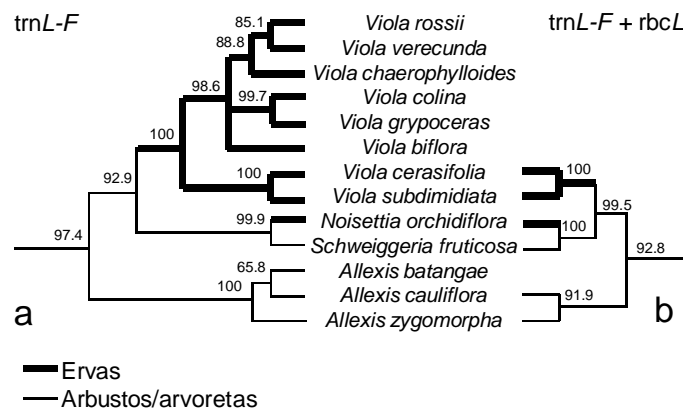 trnL-F
trnL-F + rbcL
85.1
Viola rossii
88.8
Viola verecunda
Viola chaerophylloides
98.6
Viola colina
99.7
Viola grypoceras
Viola biflora
100
Viola cerasifolia
100
100
Viola subdimidiata
92.9
99.5
Noisettia orchidiflora
99.9
100
Schweiggeria fruticosa
97.4
92.8
65.8
Allexis batangae
100
Allexis cauliflora
91.9
Allexis zygomorpha
a
b
Ervas
Arbustos/arvoretas